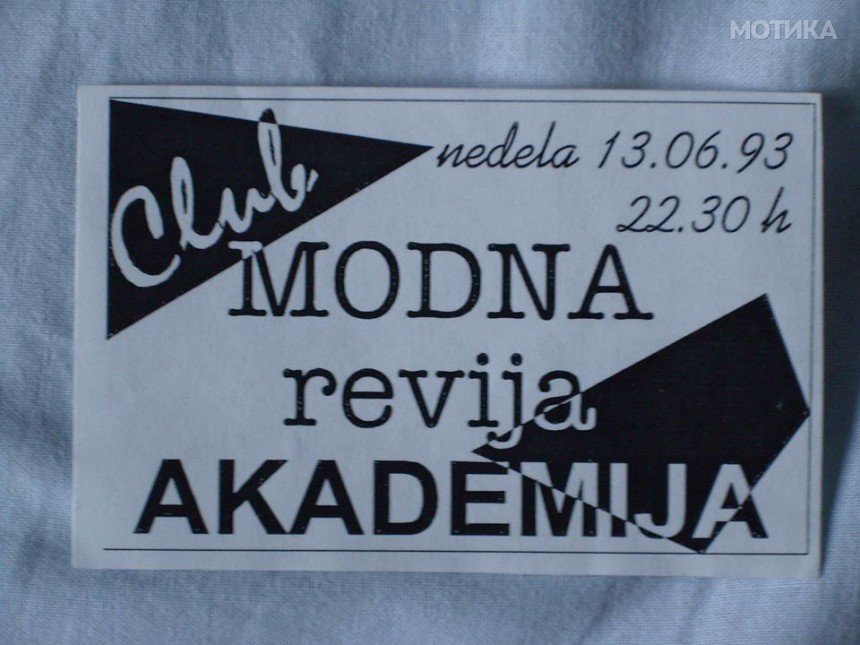 МОТИКА
Club
nedela 13.06.93
22.30 h
MODNA
revija
AKADEMIJA